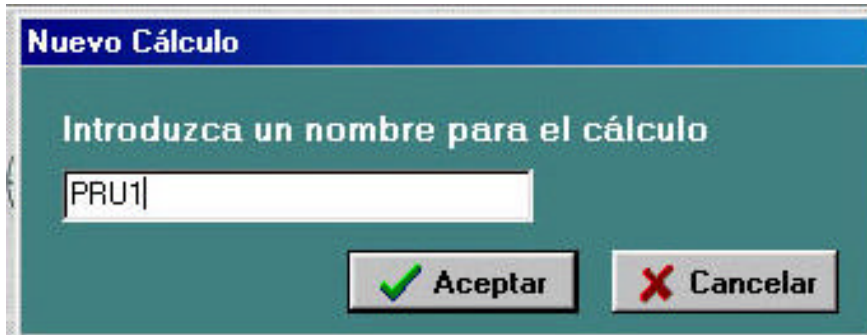 Nuevo Cálculo
Introduzca un nombre para el cálculo
PRU1
Aceptar Cancelar